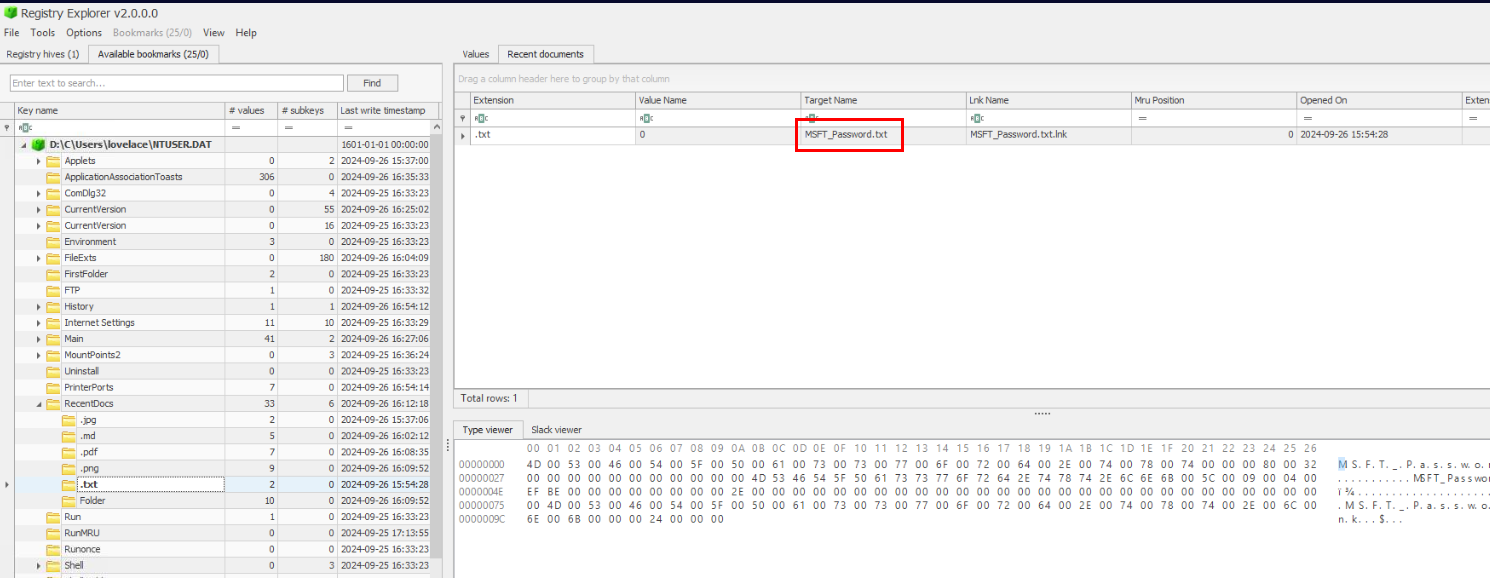 Registry Explorer v2.0.0.0
File Tools Options Bookmarks (25/0) View Help
Registry hives (1) Available bookmarks (25/0)
Enter text to search... Find
Key name # values # subkeys Last write timestamp
= = =
D:\C\Users\lovelace\NTUSER.DAT 1601-01-01 00:00:00
Applets 0 2 2024-09-26 15:37:00
ApplicationAssociationToasts 306 0 2024-09-26 16:35:33
ComDlg32 0 4 2024-09-25 16:33:23
CurrentVersion 0 55 2024-09-26 16:25:02
CurrentVersion 0 16 2024-09-25 16:33:23
Environment 3 0 2024-09-25 16:33:23
FileExts 0 180 2024-09-26 16:04:09
FirstFolder 2 0 2024-09-25 16:33:23
FTP 1 0 2024-09-25 16:33:32
History 1 1 2024-09-26 16:54:12
Internet Settings 11 10 2024-09-25 16:33:29
Main 41 2 2024-09-26 16:27:06
MountPoints2 0 3 2024-09-25 16:36:24
Uninstall 0 0 2024-09-25 16:33:23
PrinterPorts 7 0 2024-09-26 16:54:14
RecentDocs 33 6 2024-09-26 16:12:18
.jpg 2 0 2024-09-26 15:37:06
.md 5 0 2024-09-26 16:02:12
.pdf 7 0 2024-09-26 16:08:35
.png 9 0 2024-09-26 16:09:52
.txt 2 0 2024-09-26 15:54:28
Folder 10 0 2024-09-26 16:09:52
Run 1 0 2024-09-25 16:33:23
RunMRU 0 0 2024-09-25 17:13:55
Runonce 0 0 2024-09-25 16:33:23
Shell 0 3 2024-09-25 16:33:23
Values Recent documents
Drag a column header here to group by that column
Extension Value Name Target Name Lnk Name Mru Position Opened On Exten
= = =
.txt 0 MSFT_Password.txt MSFT_Password.txt.lnk 0 2024-09-26 15:54:28
Total rows: 1
Type viewer Slack viewer
00 01 02 03 04 05 06 07 08 09 0A 0B 0C 0D 0E 0F 10 11 12 13 14 15 16 17 18 19 1A 1B 1C 1D 1E 1F 20 21 22 23 24 25 26
00000000 4D 00 53 00 46 00 54 00 5F 00 50 00 61 00 73 00 73 00 77 00 6F 00 72 00 64 00 2E 00 74 00 78 00 74 00 00 00 80 00 32 M.S.F.T._.P.a.s.s.w.o.r
00000027 00 00 00 00 00 00 00 00 00 00 00 4D 53 46 54 5F 50 61 73 73 77 6F 72 64 2E 74 78 74 2E 6C 6E 6B 00 5C 00 09 00 04 00 ...........MSFT_Passwo
0000004E EF BE 00 00 00 00 00 00 00 00 2E 00 00 00 00 00 00 00 00 00 00 00 00 00 00 00 00 00 00 00 00 00 00 00 00 00 00 00 00 ï¾....................
00000075 00 4D 00 53 00 46 00 54 00 5F 00 50 00 61 00 73 00 73 00 77 00 6F 00 72 00 64 00 2E 00 74 00 78 00 74 00 2E 00 6C 00 .M.S.F.T._.P.a.s.s.w.o.
0000009C 6E 00 6B 00 00 00 24 00 00 00 n.k...$...